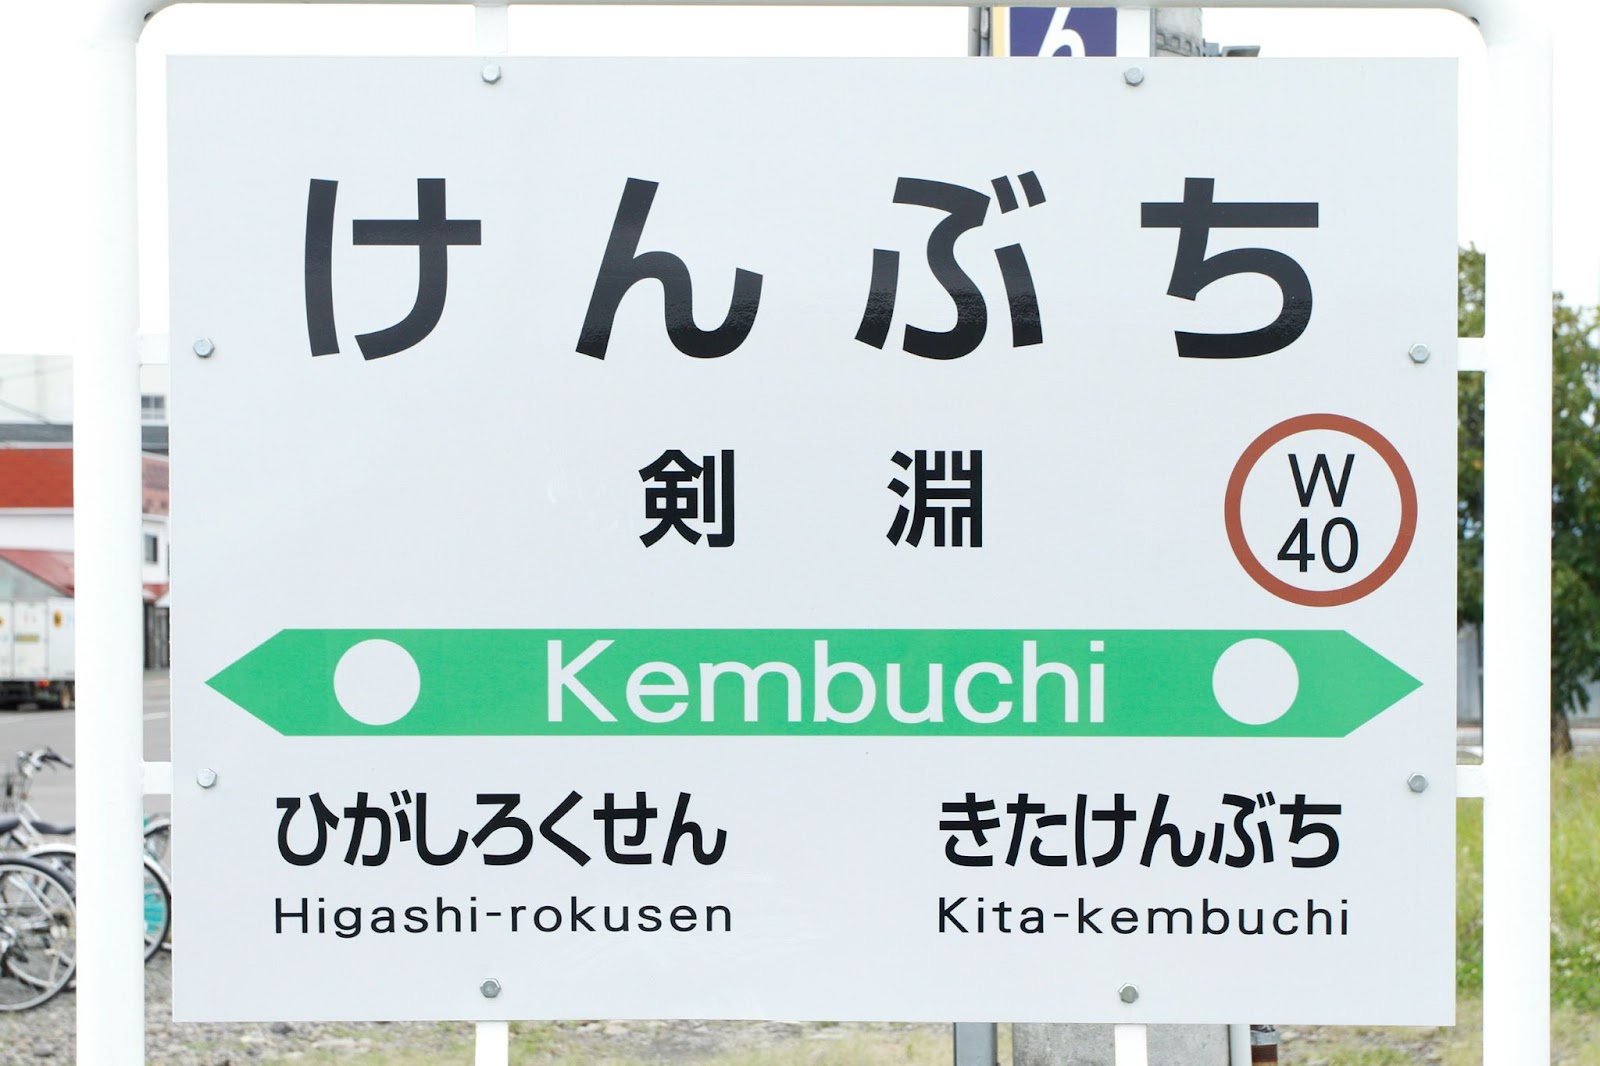 6
けんぶち
剣淵
W
40
Kembuchi
ひがしろくせん
きたけんぶち
Higashi-rokusen
Kita-kembuchi